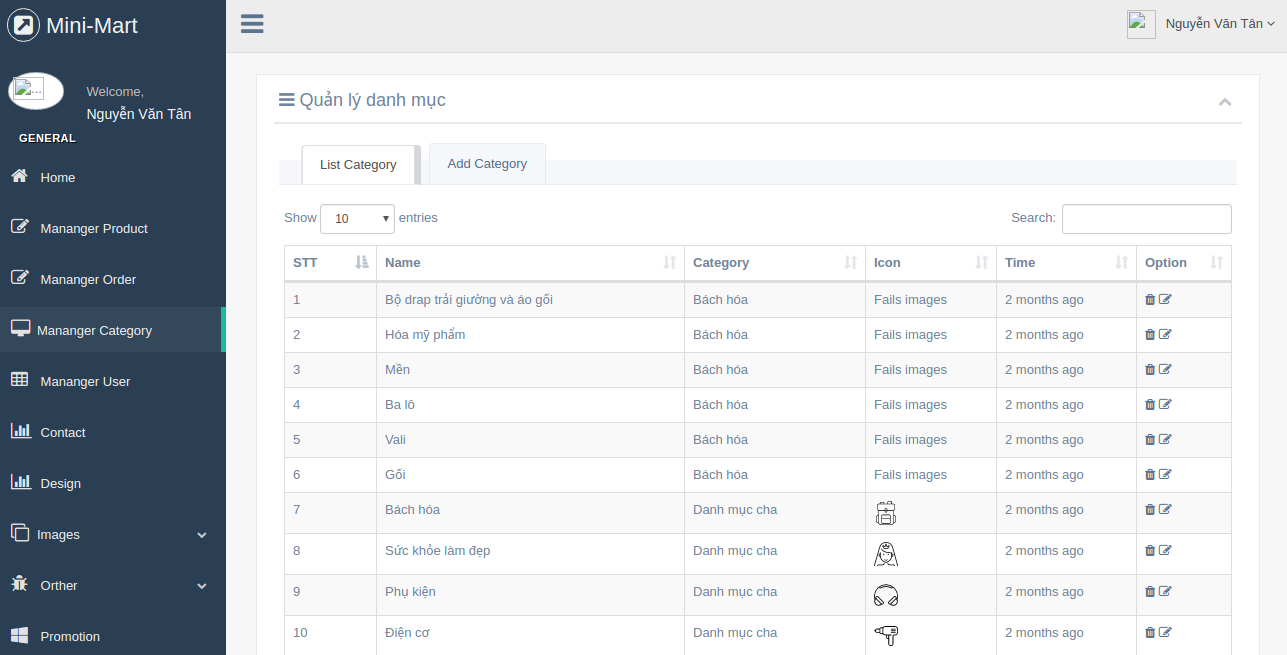 Mini-Mart
Nguyễn Văn Tân
...
Welcome,
Nguyễn Văn Tân
GENERAL
Home
Mananger Product
Mananger Order
Mananger Category
Mananger User
Contact
Design
Images
Orther
Promotion
Quản lý danh mục
List Category Add Category
Show 10 entries Search:
STT Name Category Icon Time Option
1 Bộ drap trải giường và áo gối Bách hóa Fails images 2 months ago
2 Hóa mỹ phẩm Bách hóa Fails images 2 months ago
3 Mền Bách hóa Fails images 2 months ago
4 Ba lô Bách hóa Fails images 2 months ago
5 Vali Bách hóa Fails images 2 months ago
6 Gối Bách hóa Fails images 2 months ago
7 Bách hóa Danh mục cha 2 months ago
8 Sức khỏe làm đẹp Danh mục cha 2 months ago
9 Phụ kiện Danh mục cha 2 months ago
10 Điện cơ Danh mục cha 2 months ago